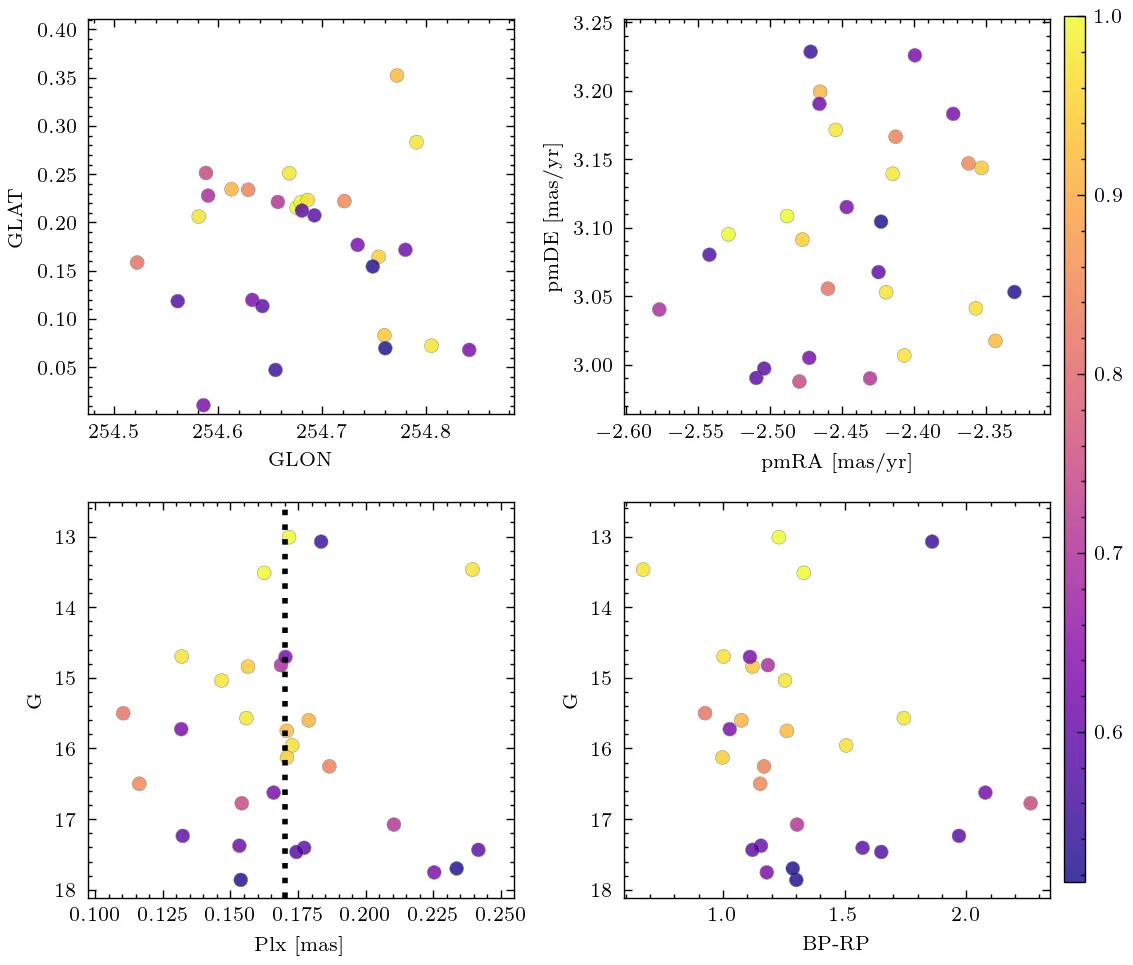 0.40
0.35
0.30
0.25
0.20
0.15
0.10
0.05
GLAT
254.5 254.6 254.7 254.8
GLON
3.25
3.20
3.15
3.10
3.05
3.00
pmDE [mas/yr]
−2.60 −2.55 −2.50 −2.45 −2.40 −2.35
pmRA [mas/yr]
13
14
15
16
17
18
G
0.100 0.125 0.150 0.175 0.200 0.225 0.250
Plx [mas]
13
14
15
16
17
18
G
1.0 1.5 2.0
BP-RP
1.0
0.9
0.8
0.7
0.6